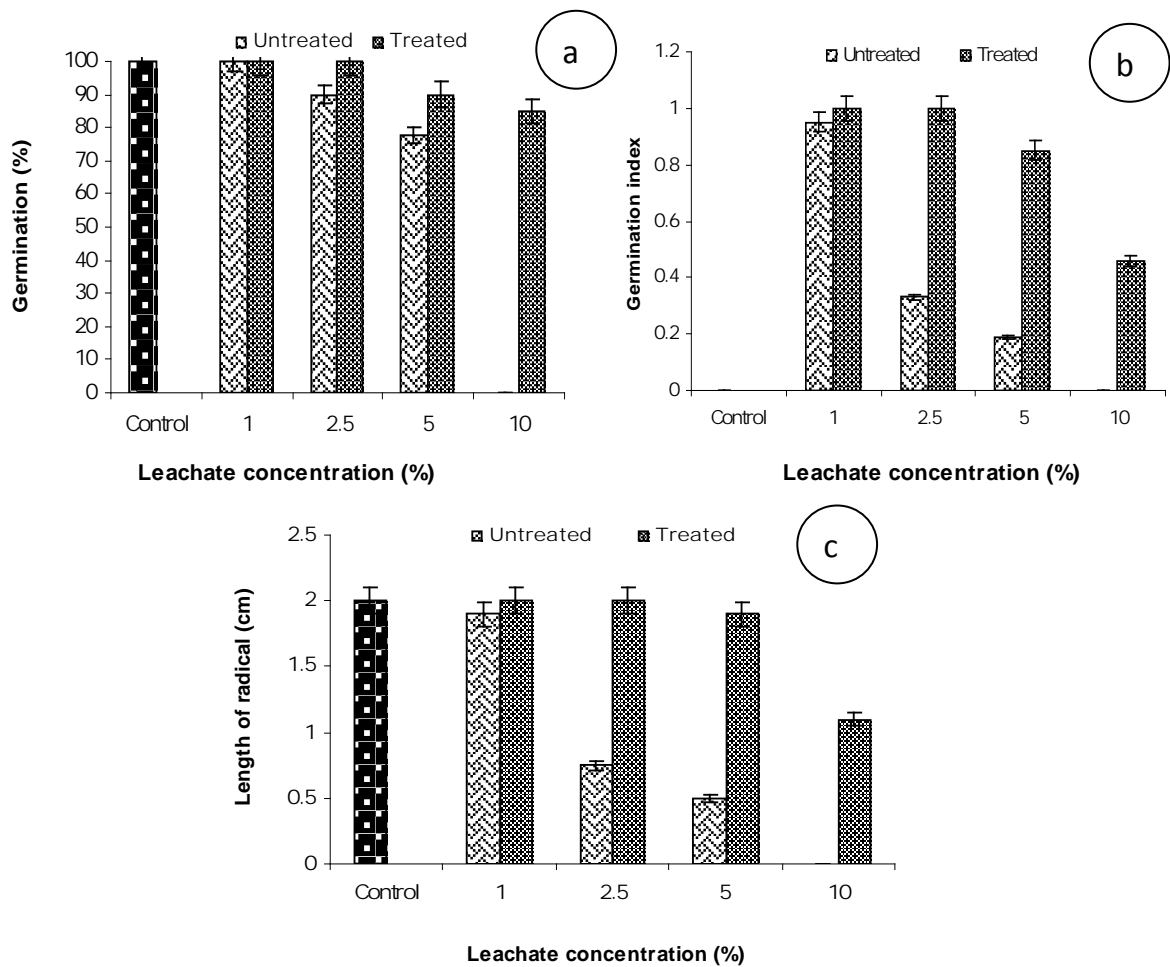 Untreated Treated
a
Germination (%)
100
90
80
70
60
50
40
30
20
10
0
Control 1 2.5 5 10
Leachate concentration (%)
Untreated Treated
b
Germination index
1.2
1
0.8
0.6
0.4
0.2
0
Control 1 2.5 5 10
Leachate concentration (%)
Untreated Treated
c
Length of radical (cm)
2.5
2
1.5
1
0.5
0
Control 1 2.5 5 10
Leachate concentration (%)